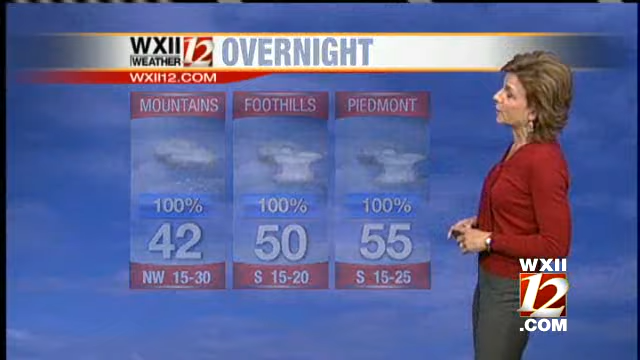 WXII 12
WEATHER
OVERNIGHT
WXII12.COM
MOUNTAINS FOOTHILLS PIEDMONT
100% 100% 100%
42 50 55
NW 15-30 S 15-20 S 15-25
WXII
12
.COM